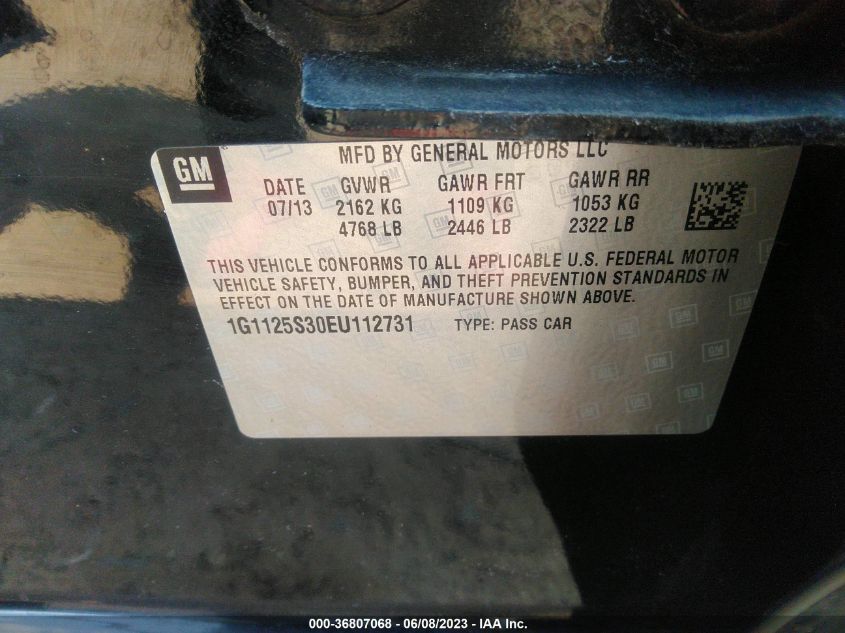 GM
MFD BY GENERAL MOTORS LLC
DATE GVWR GAWR FRT GAWR RR
07/13 2162 KG 1109 KG 1053 KG
4768 LB 2446 LB 2322 LB
THIS VEHICLE CONFORMS TO ALL APPLICABLE U.S. FEDERAL MOTOR
VEHICLE SAFETY, BUMPER, AND THEFT PREVENTION STANDARDS IN
EFFECT ON THE DATE OF MANUFACTURE SHOWN ABOVE.
1G1125S30EU112731 TYPE: PASS CAR
000-36807068 - 06/08/2023 - IAA Inc.